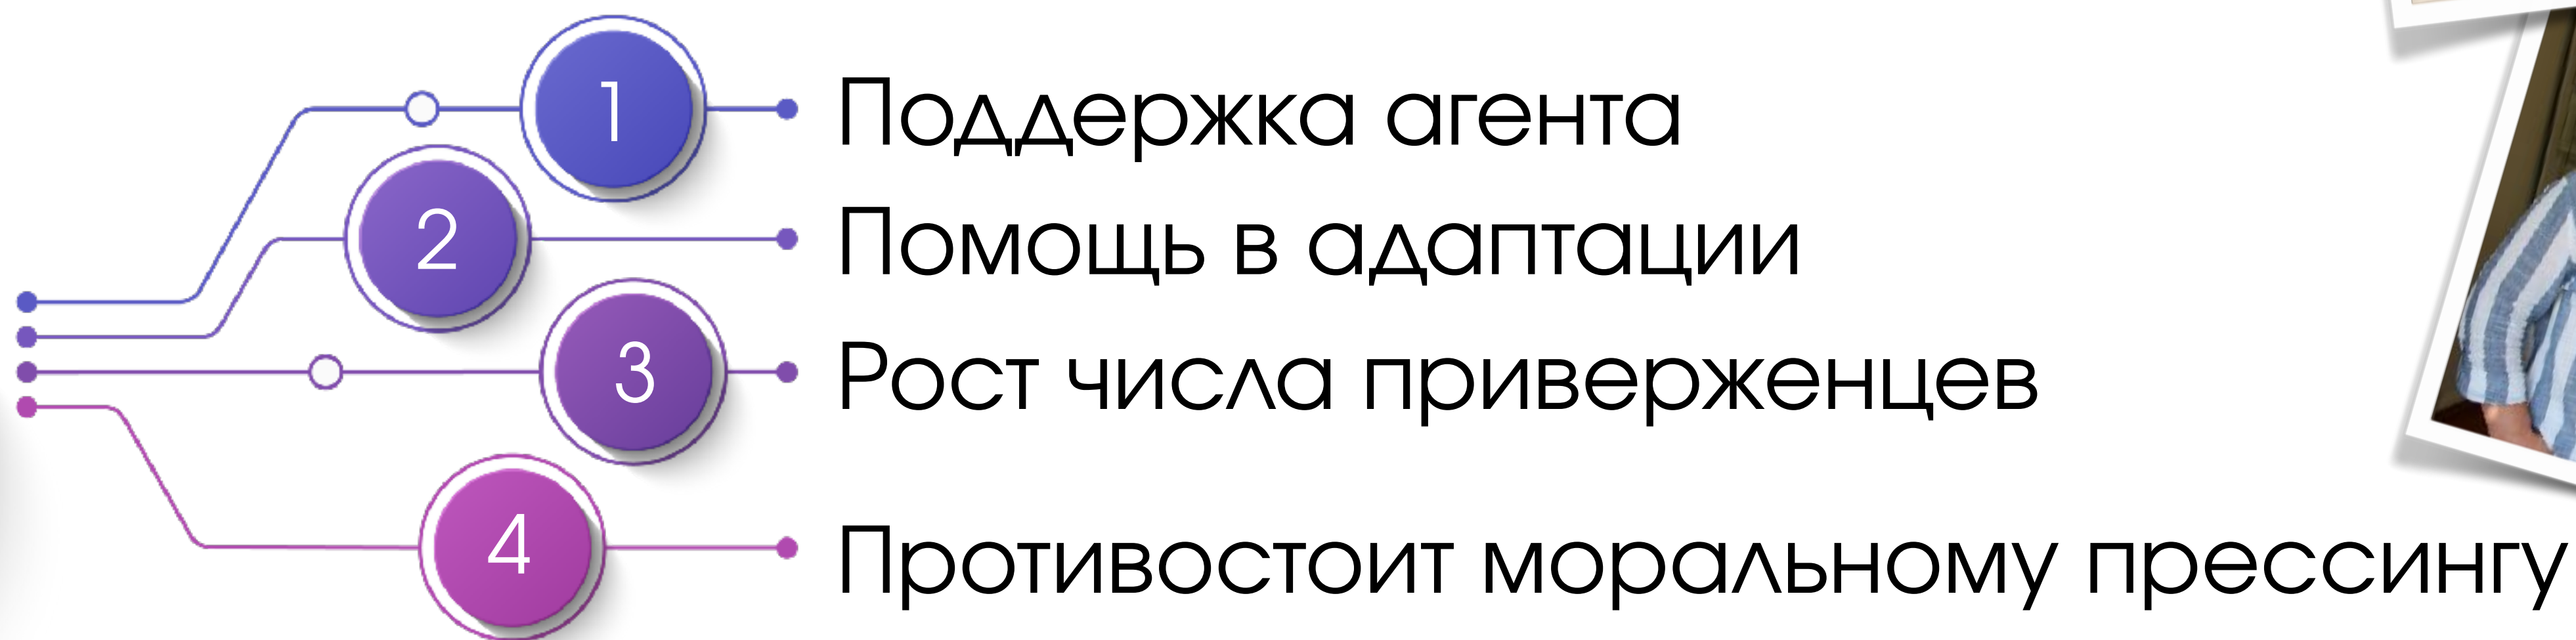 1 Поддержка агента
2 Помощь в адаптации
3 Рост числа приверженцев
4 Противостоит моральному прессингу